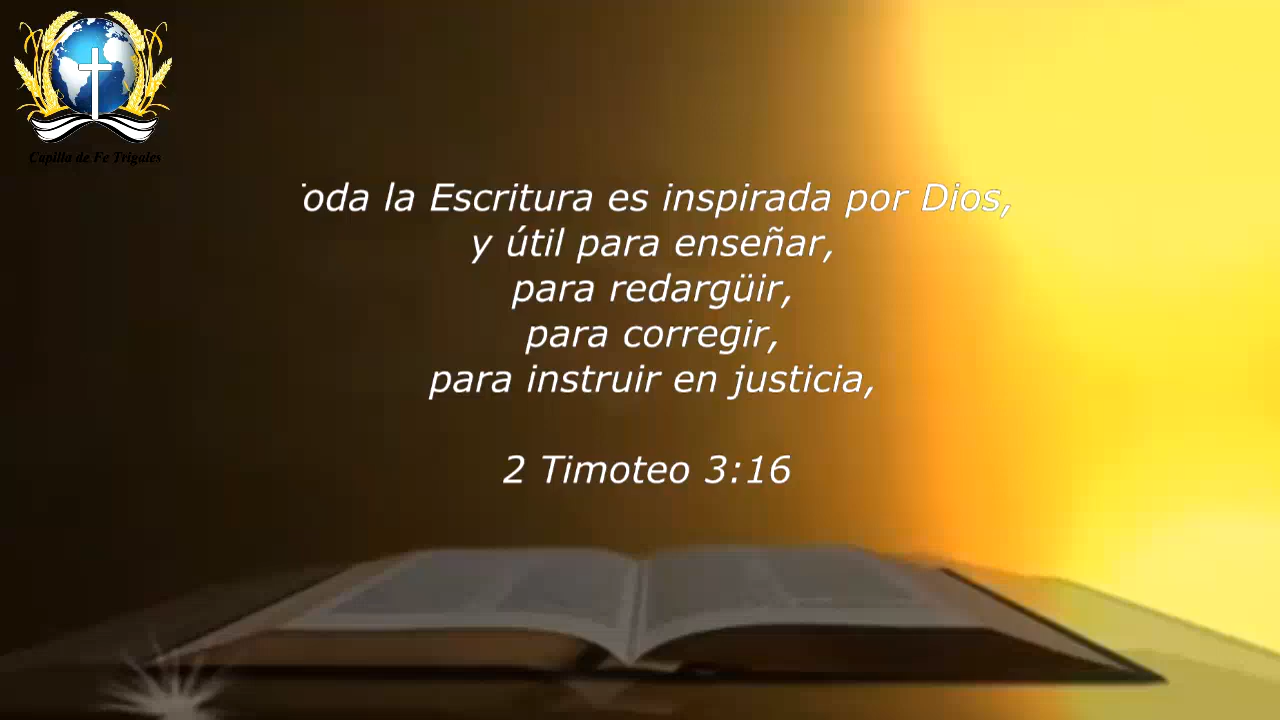 Capilla de Fe Trigales
oda la Escritura es inspirada por Dios,
y útil para enseñar,
para redargüir,
para corregir,
para instruir en justicia,
2 Timoteo 3:16